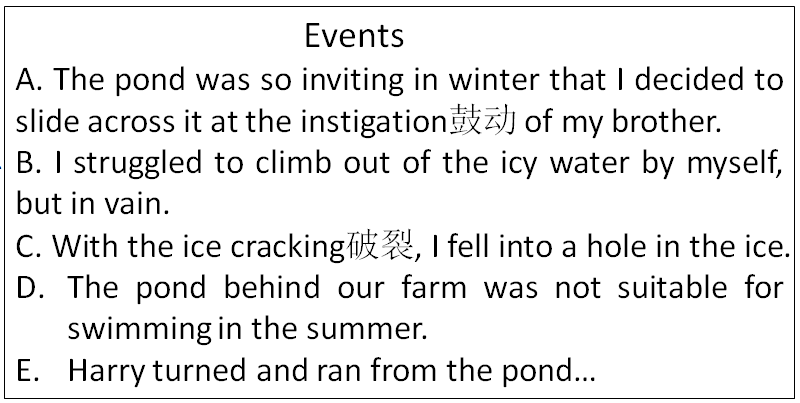 Events
A. The pond was so inviting in winter that I decided to
slide across it at the instigation鼓动 of my brother.
B. I struggled to climb out of the icy water by myself,
but in vain.
C. With the ice cracking破裂, I fell into a hole in the ice.
D. The pond behind our farm was not suitable for
swimming in the summer.
E. Harry turned and ran from the pond...